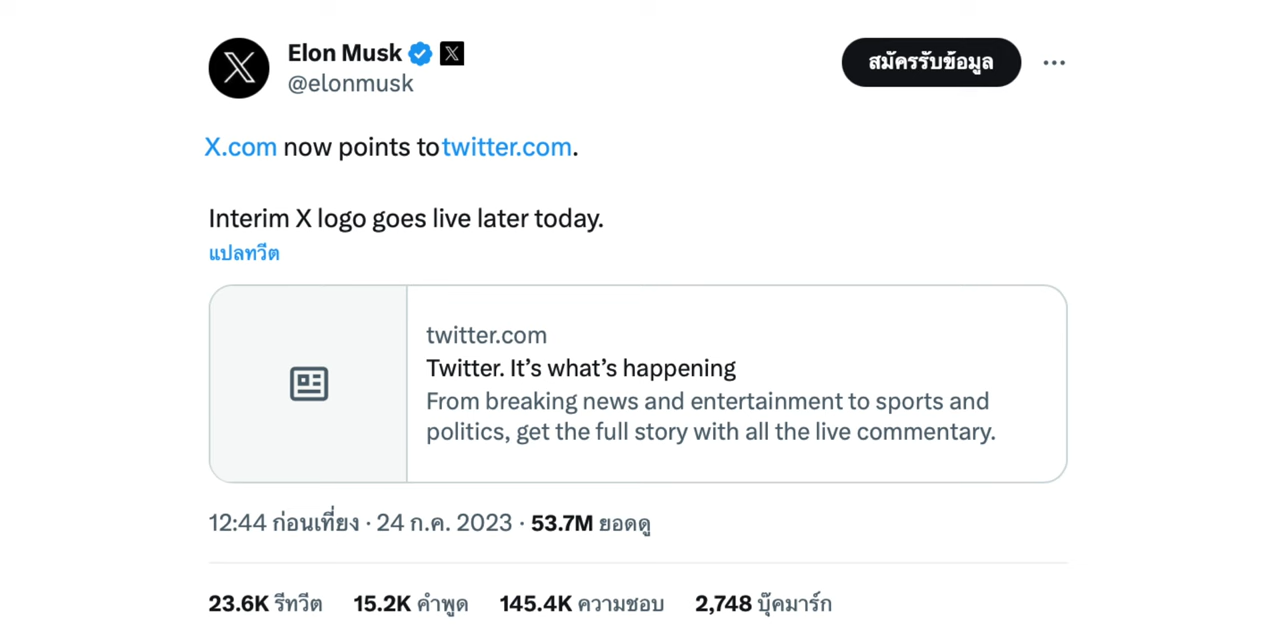 Elon Musk
@elonmusk
สมัครรับข้อมูล
X.com now points to twitter.com.
Interim X logo goes live later today.
แปลทวีต
twitter.com
Twitter. It’s what’s happening
From breaking news and entertainment to sports and
politics, get the full story with all the live commentary.
12:44 ก่อนเที่ยง · 24 ก.ค. 2023 · 53.7M ยอดดู
23.6K รีทวีต 15.2K คำพูด 145.4K ความชอบ 2,748 บุ๊คมาร์ก